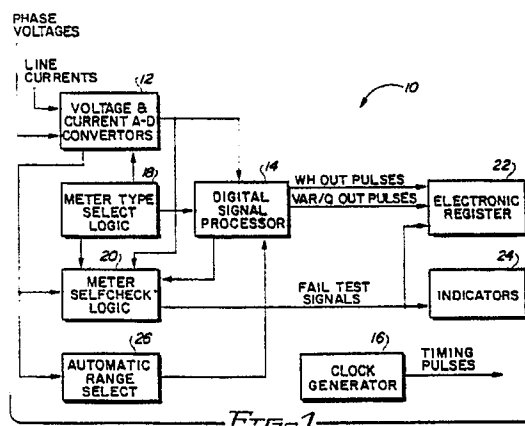 PHASE
VOLTAGES
LINE
CURRENTS
12
VOLTAGE &
CURRENT A-D
CONVERTORS
10
18
METER TYPE
SELECT
LOGIC
14
DIGITAL
SIGNAL
PROCESSOR
WH OUT PULSES
VAR/Q OUT PULSES
22
ELECTRONIC
REGISTER
20
METER
SELFCHECK
LOGIC
FAIL TEST
SIGNALS
24
INDICATORS
26
AUTOMATIC
RANGE
SELECT
16
CLOCK
GENERATOR
TIMING
PULSES
FIG-1